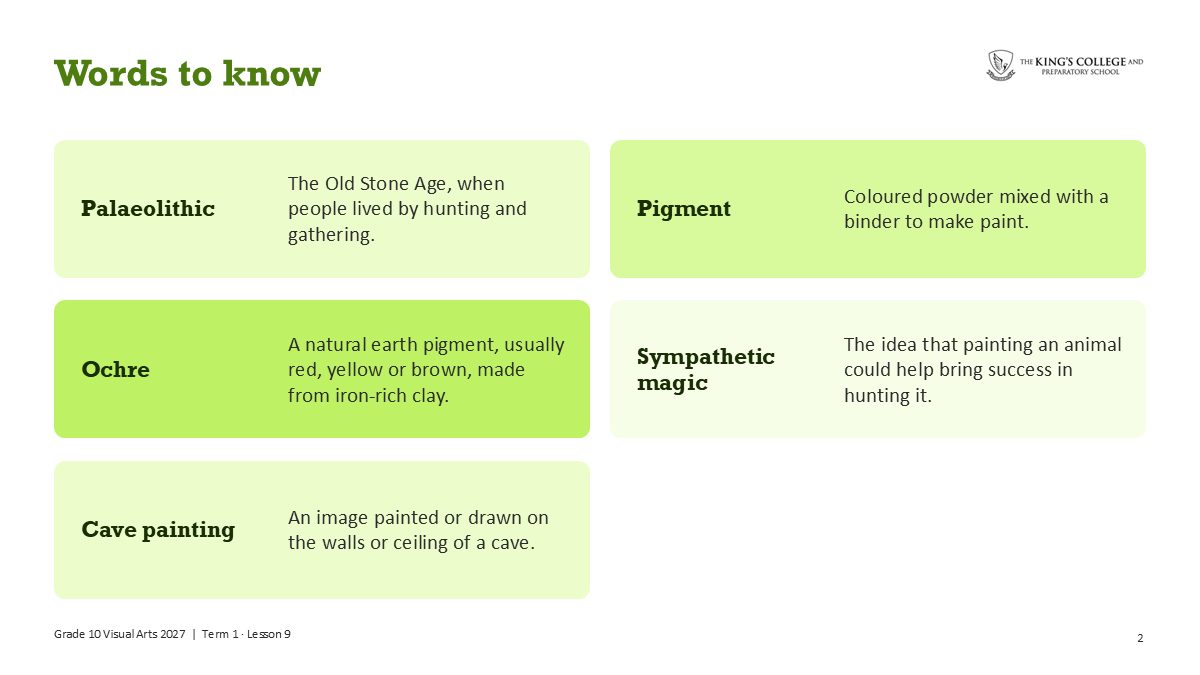 Words to know
THE KING'S COLLEGE AND
PREPARATORY SCHOOL
Palaeolithic
The Old Stone Age, when
people lived by hunting and
gathering.
Pigment
Coloured powder mixed with a
binder to make paint.
Ochre
A natural earth pigment, usually
red, yellow or brown, made
from iron-rich clay.
Sympathetic
magic
The idea that painting an animal
could help bring success in
hunting it.
Cave painting
An image painted or drawn on
the walls or ceiling of a cave.
Grade 10 Visual Arts 2027 | Term 1 · Lesson 9
2